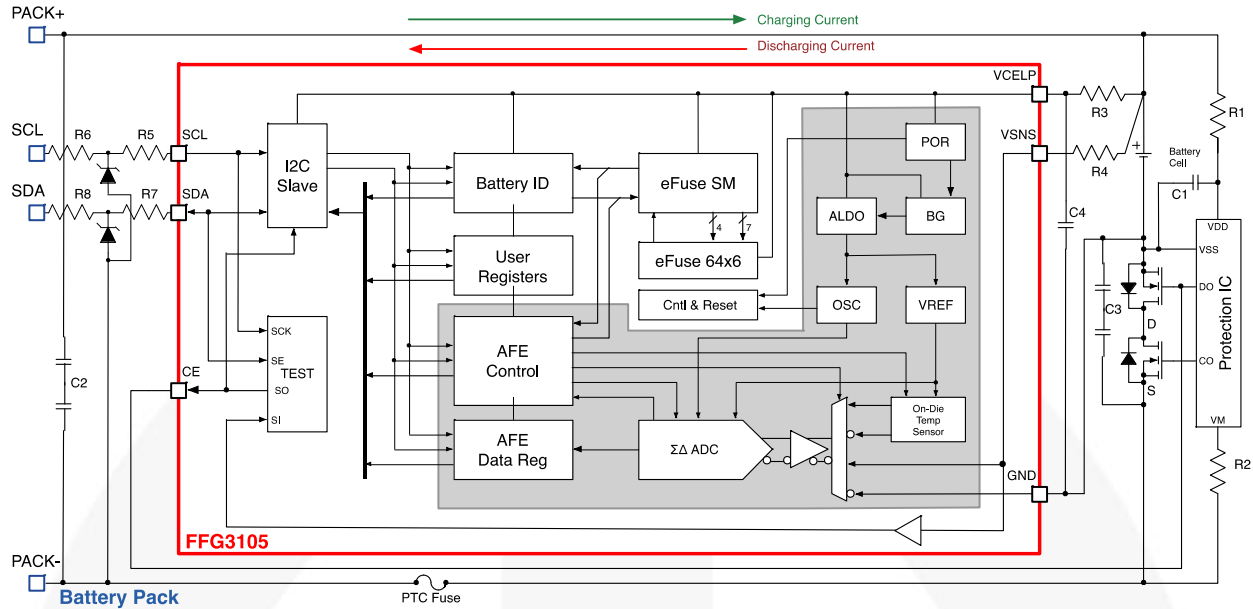 PACK+
Charging Current
Discharging Current
VCELP
R3
R1
SCL
R6
R5
SCL
I2C
Slave
Battery ID
eFuse SM
POR
VSNS
R4
+
Battery
Cell
C1
SDA
R8
R7
SDA
4
7
ALDO
BG
C4
VDD
VSS
User
Registers
eFuse 64x6
Cntl & Reset
OSC
VREF
C3
D
DO
Protection IC
SCK
SE
TEST
SO
SI
AFE
Control
CO
S
C2
CE
On-Die
Temp
Sensor
VM
AFE
Data Reg
ΣΔ ADC
GND
R2
FFG3105
PACK-
Battery Pack
PTC Fuse